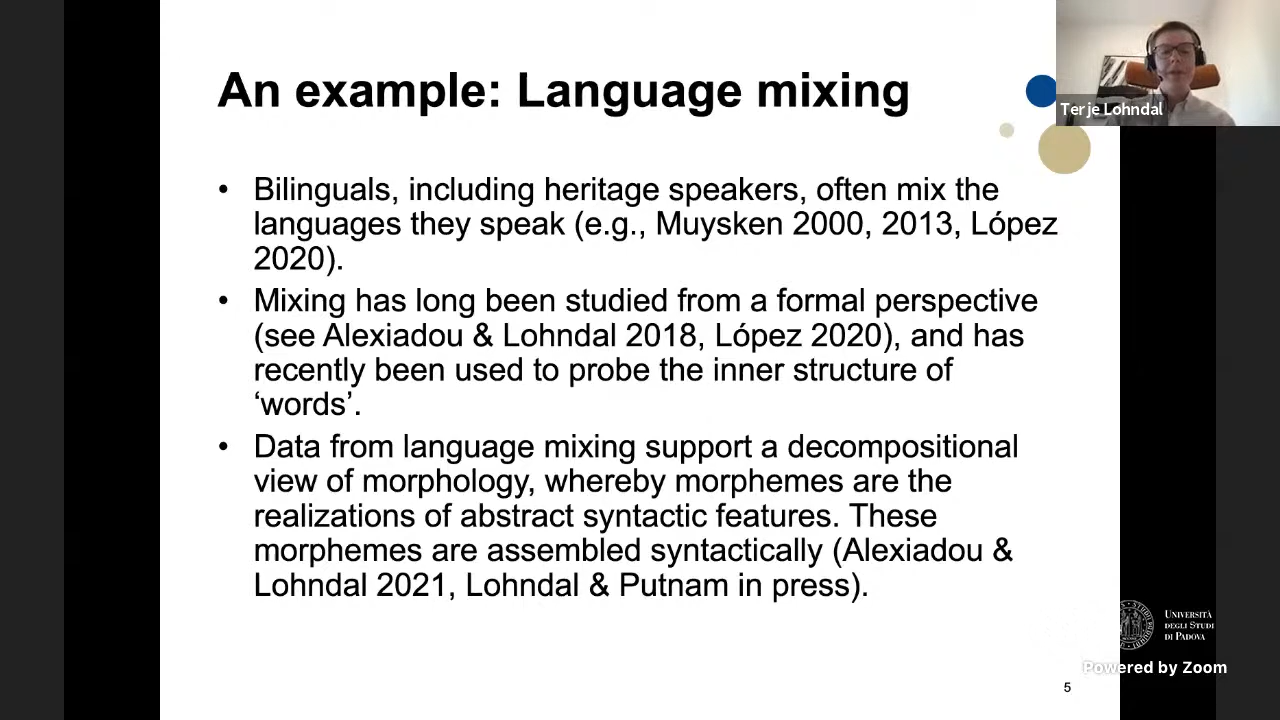 An example: Language mixing
Terje Lohndal
• Bilinguals, including heritage speakers, often mix the
languages they speak (e.g., Muysken 2000, 2013, López
2020).
• Mixing has long been studied from a formal perspective
(see Alexiadou & Lohndal 2018, López 2020), and has
recently been used to probe the inner structure of
‘words’.
• Data from language mixing support a decompositional
view of morphology, whereby morphemes are the
realizations of abstract syntactic features. These
morphemes are assembled syntactically (Alexiadou &
Lohndal 2021, Lohndal & Putnam in press).
UNIVERSITÀ
DEGLI STUDI
DI PADOVA
Powered by Zoom
5